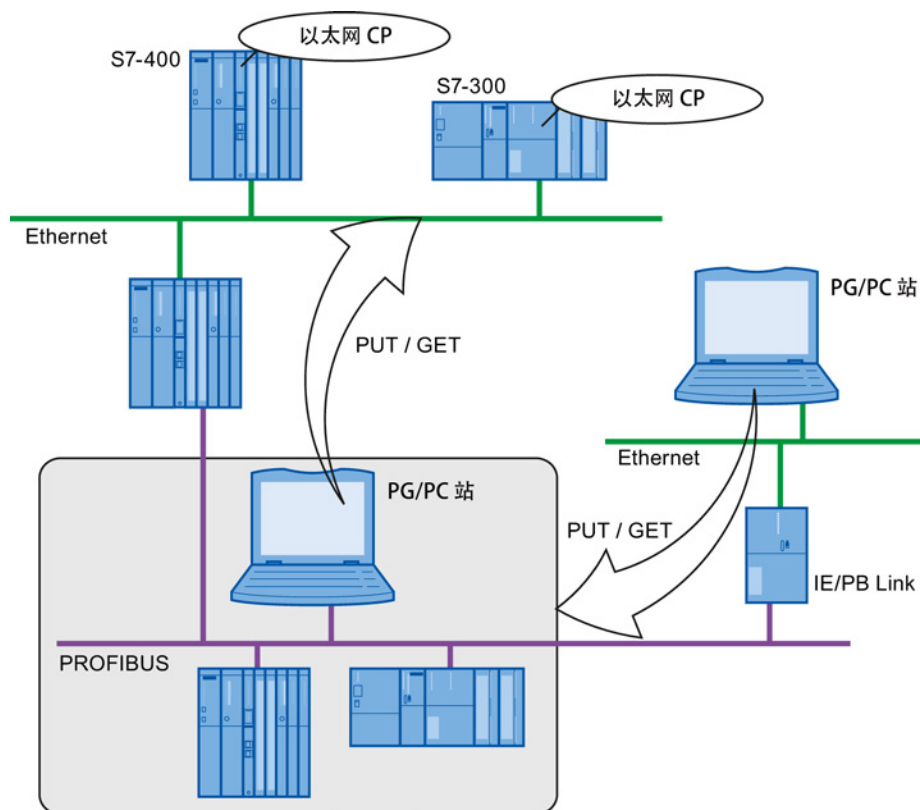 以太网 CP
S7-400
S7-300
以太网 CP
Ethernet
PG/PC 站
PUT / GET
Ethernet
PG/PC 站
PUT / GET
IE/PB Link
PROFIBUS